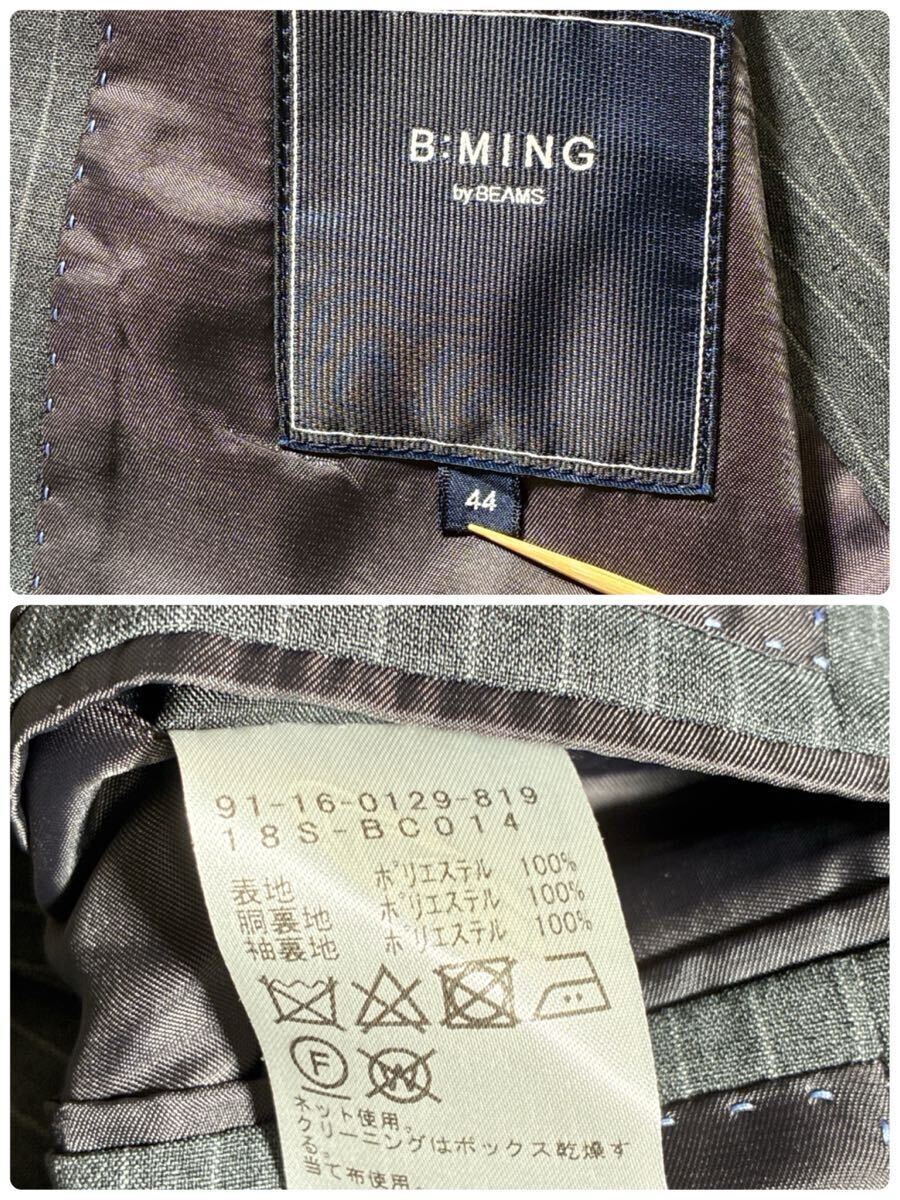 B:MING
by BEAMS
44
91-16-0129-819
18S-BC014
表地 ポリエステル 100%
胴裏地 ポリエステル 100%
袖裏地 ポリエステル 100%
F
W
ネット使用。
クリーニングはボックス乾燥す
る。
当て布使用。